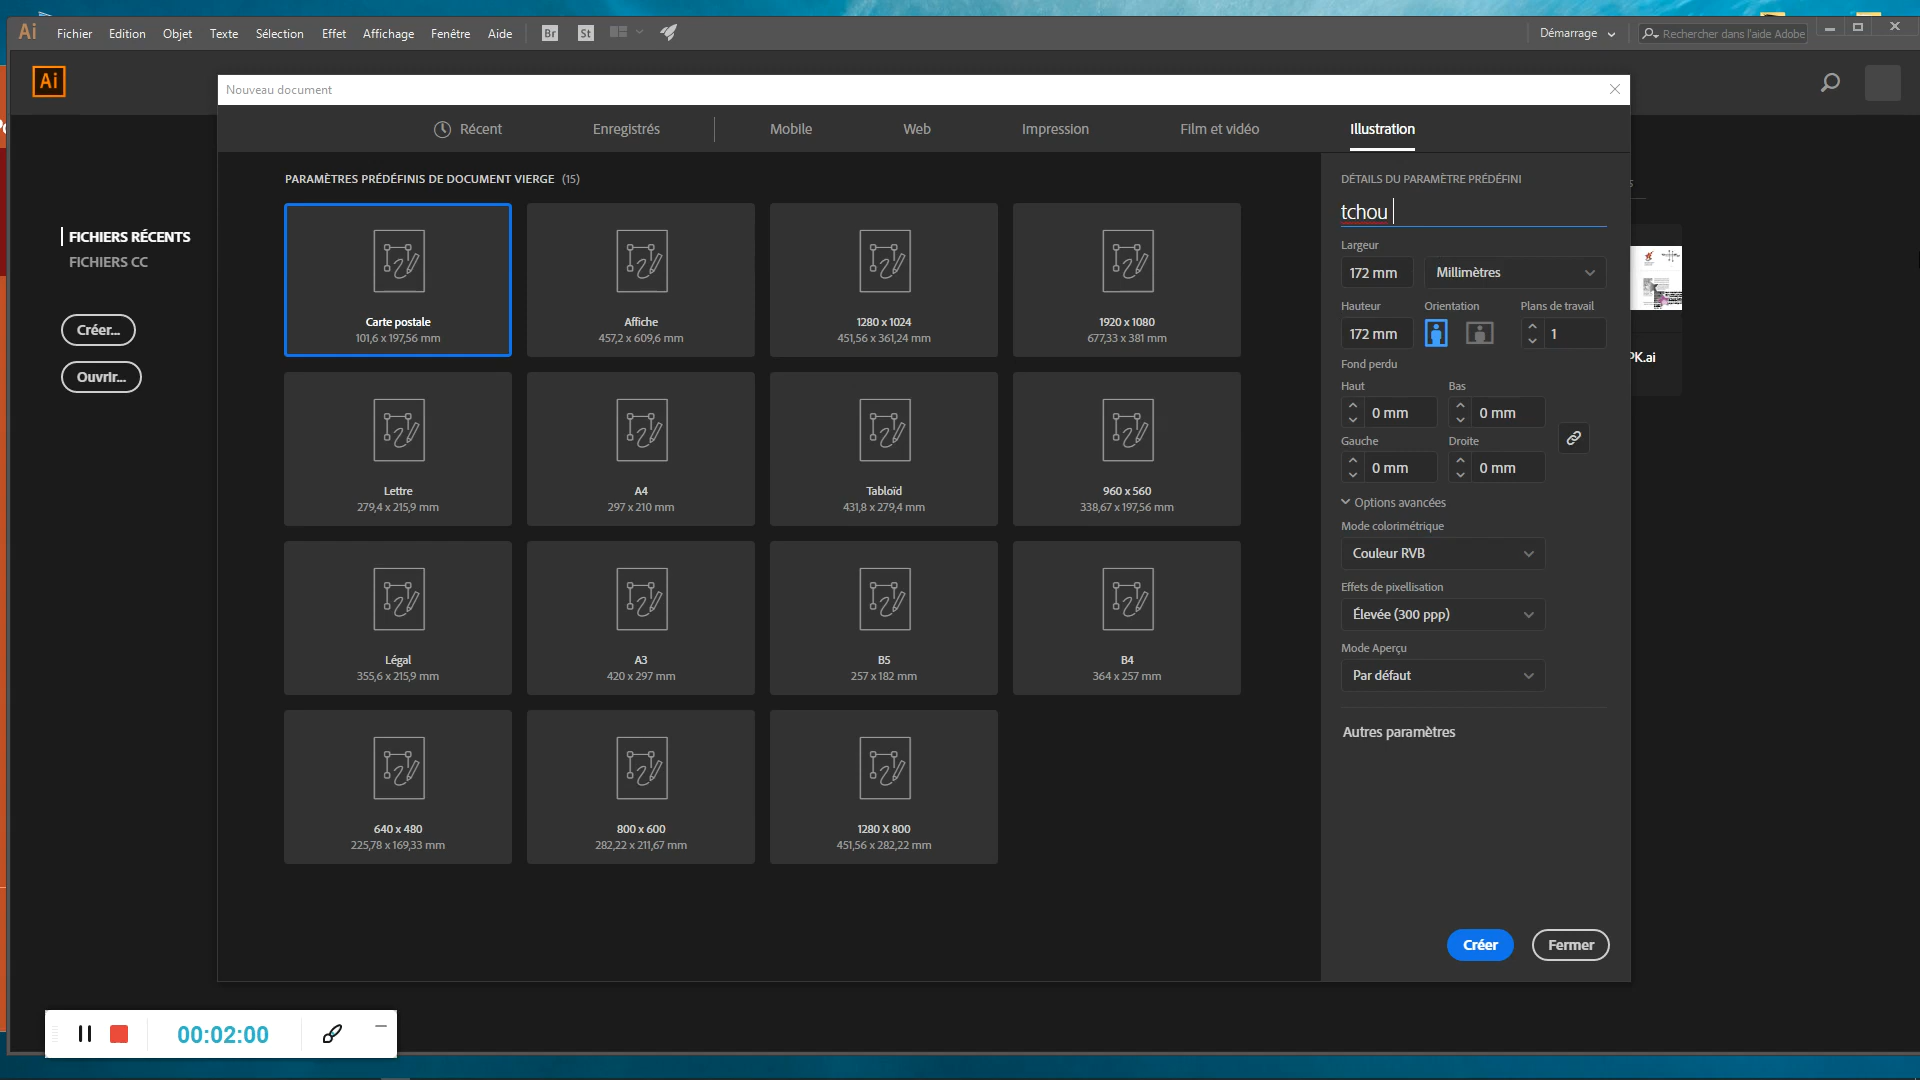 Ai Fichier Edition Objet Texte Sélection Effet Affichage Fenêtre Aide Br St Démarrage Rechercher dans l'aide Adobe
Ai
Nouveau document
Récent Enregistrés Mobile Web Impression Film et vidéo Illustration
FICHIERS RÉCENTS
FICHIERS CC
Créer...
Ouvrir...
PARAMÈTRES PRÉDÉFINIS DE DOCUMENT VIERGE (15)
Carte postale
101,6 x 197,56 mm
Affiche
457,2 x 609,6 mm
1280 x 1024
451,56 x 361,24 mm
1920 x 1080
677,33 x 381 mm
Lettre
279,4 x 215,9 mm
A4
297 x 210 mm
Tabloïd
431,8 x 279,4 mm
960 x 560
338,67 x 197,56 mm
Légal
355,6 x 215,9 mm
A3
420 x 297 mm
B5
257 x 182 mm
B4
364 x 257 mm
640 x 480
225,78 x 169,33 mm
800 x 600
282,22 x 211,67 mm
1280 X 800
451,56 x 282,22 mm
DÉTAILS DU PARAMÈTRE PRÉDÉFINI
tchou
Largeur
172 mm Millimètres
Hauteur Orientation Plans de travail
172 mm 1
Fond perdu
Haut Bas
0 mm 0 mm
Gauche Droite
0 mm 0 mm
Options avancées
Mode colorimétrique
Couleur RVB
Effets de pixellisation
Élevée (300 ppp)
Mode Aperçu
Par défaut
Autres paramètres
Créer Fermer
PK.ai
00:02:00